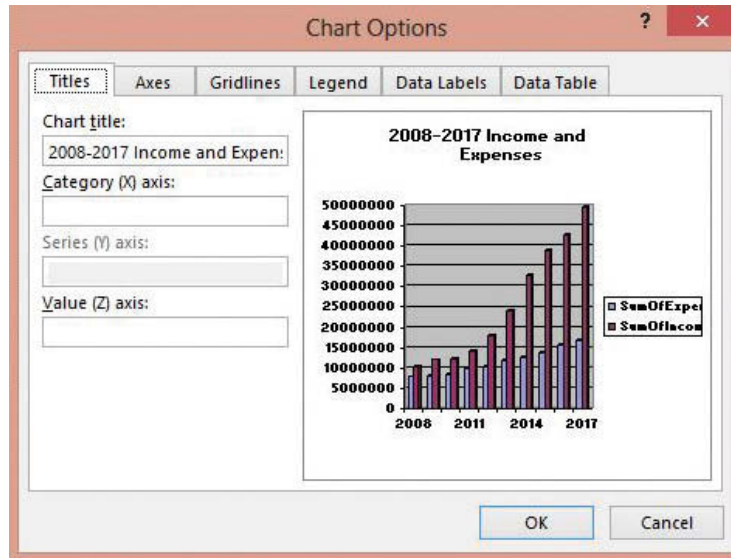 Chart Options
?
×
Titles
Axes
Gridlines
Legend
Data Labels
Data Table
Chart title:
2008-2017 Income and Expen
Category (X) axis:
Series (Y) axis:
Value (Z) axis:
2008-2017 Income and
Expenses
50000000
45000000
40000000
35000000
30000000
25000000
20000000
15000000
10000000
5000000
0
2008 2011 2014 2017
SumOfExpe
SumOfIncom
OK
Cancel